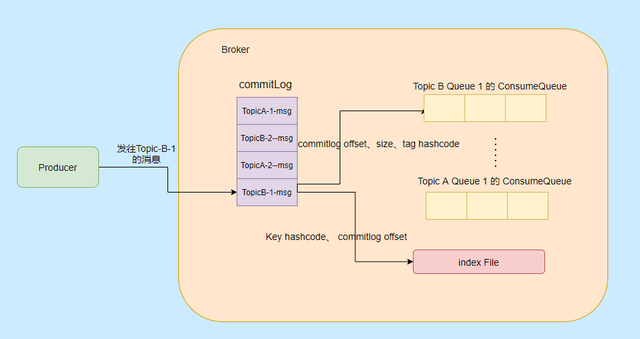 Broker
commitLog
TopicA-1-msg
TopicB-2--msg
TopicA-2--msg
TopicB-1-msg
Producer
发往Topic-B-1
的消息
Topic B Queue 1 的 ConsumeQueue
commitlog offset、size、tag hashcode
Topic A Queue 1 的 ConsumeQueue
Key hashcode、 commitlog offset
index File